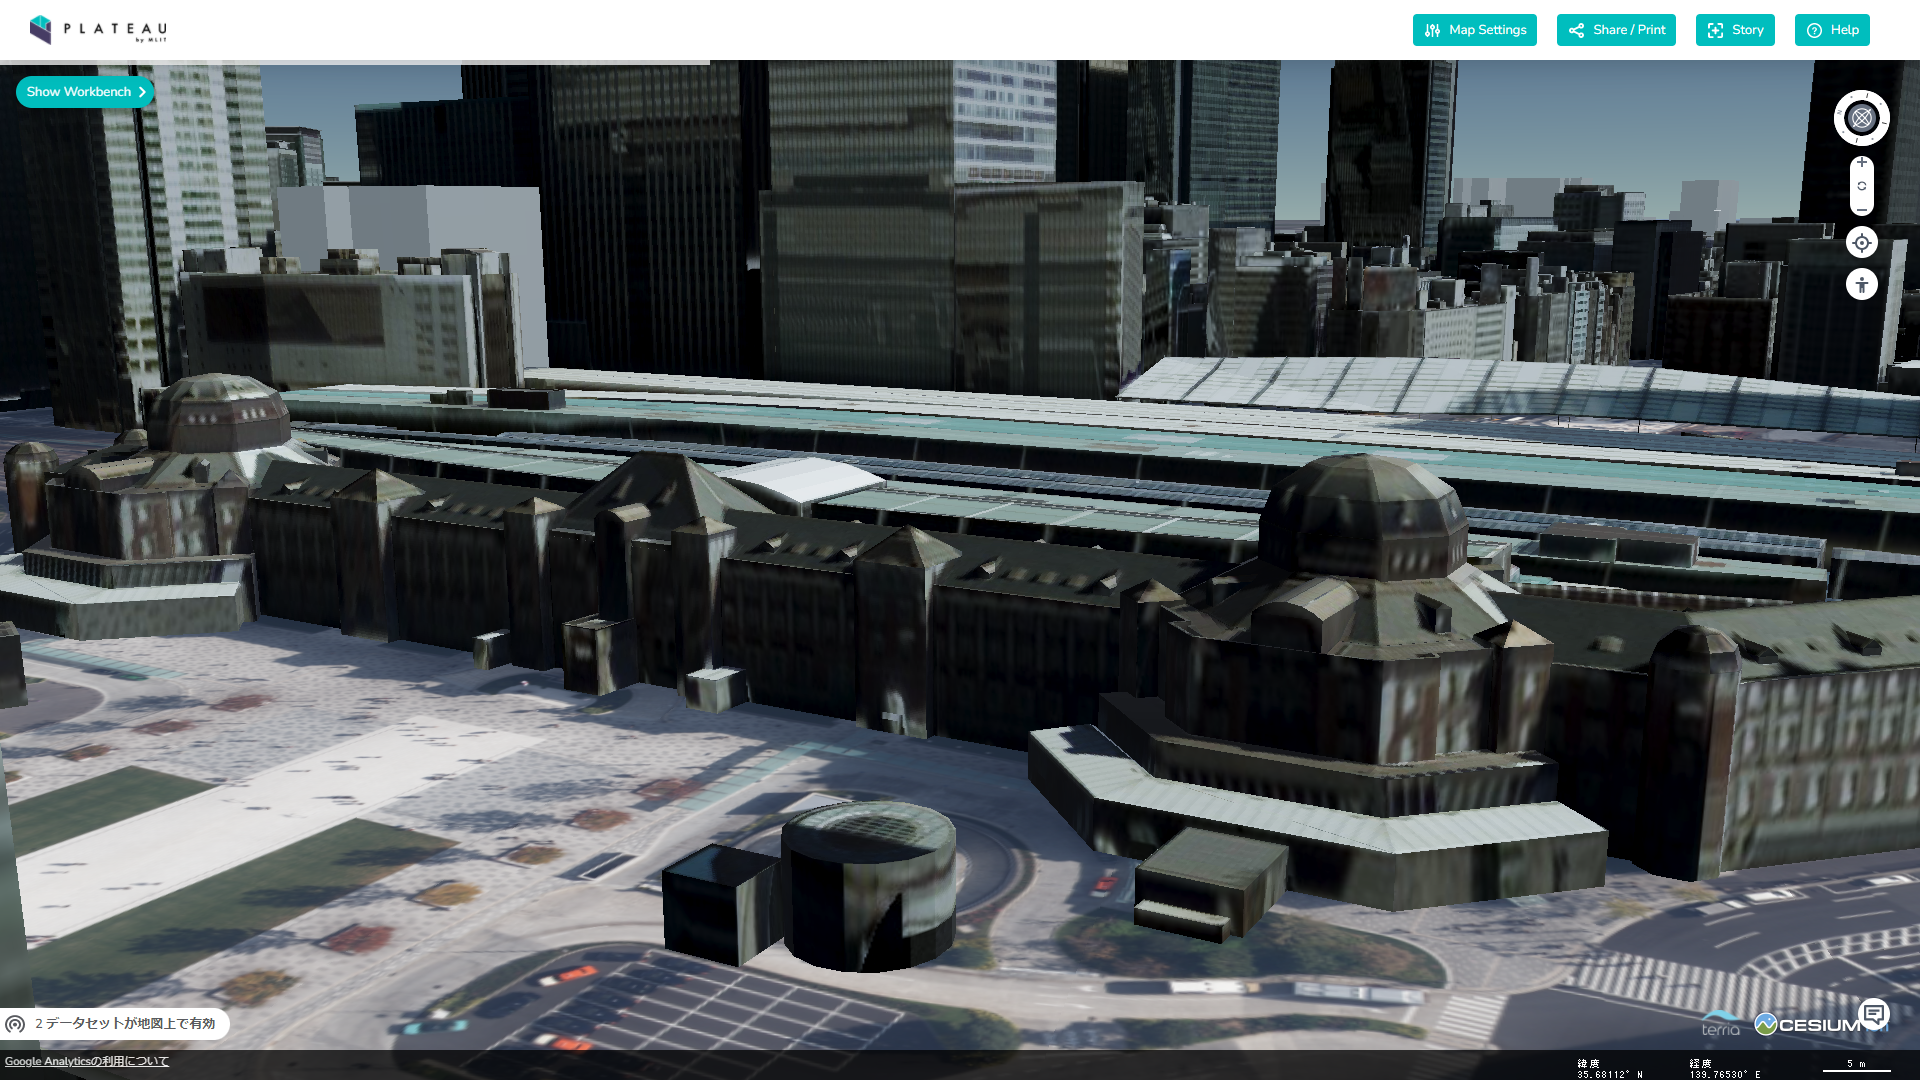 PLATEAU
by MLIT
Map Settings
Share / Print
Story
Help
Show Workbench
2 データセットが地図上で有効
terria
CESIUM
Google Analyticsの利用について
緯度
35.68112° N
経度
139.76530° E
5 m